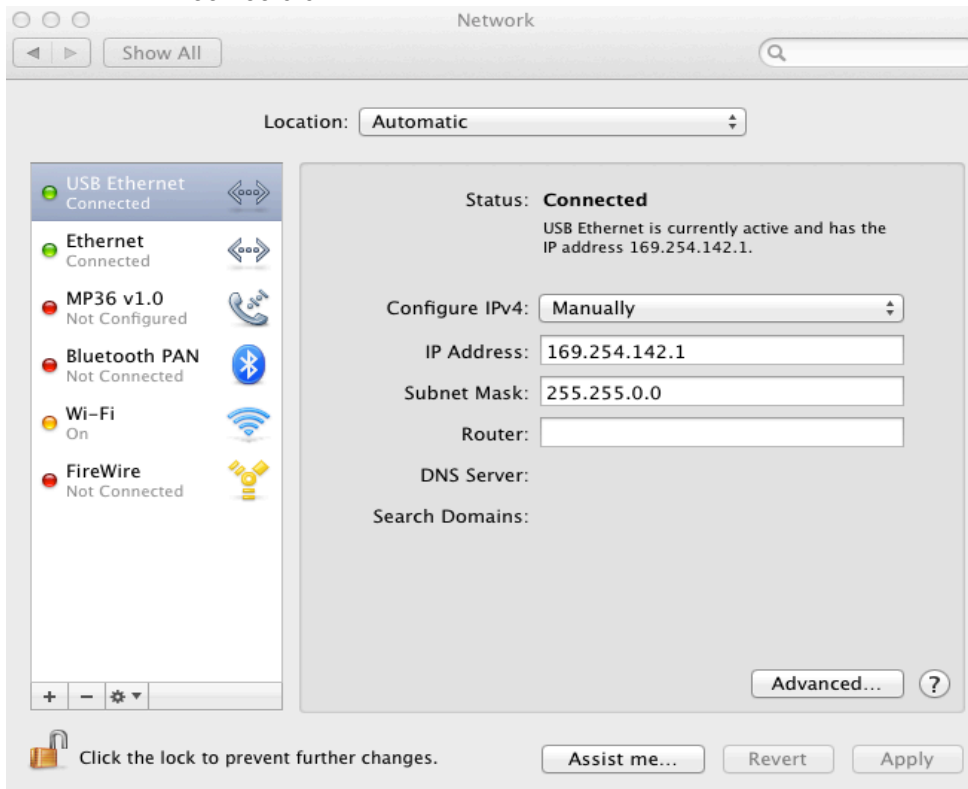 Network
Show All
Location: Automatic
USB Ethernet
Connected
Ethernet
Connected
MP36 v1.0
Not Configured
Bluetooth PAN
Not Connected
Wi-Fi
On
FireWire
Not Connected
Status: Connected
USB Ethernet is currently active and has the
IP address 169.254.142.1.
Configure IPv4: Manually
IP Address: 169.254.142.1
Subnet Mask: 255.255.0.0
Router:
DNS Server:
Search Domains:
Advanced... ?
Click the lock to prevent further changes.
Assist me... Revert Apply